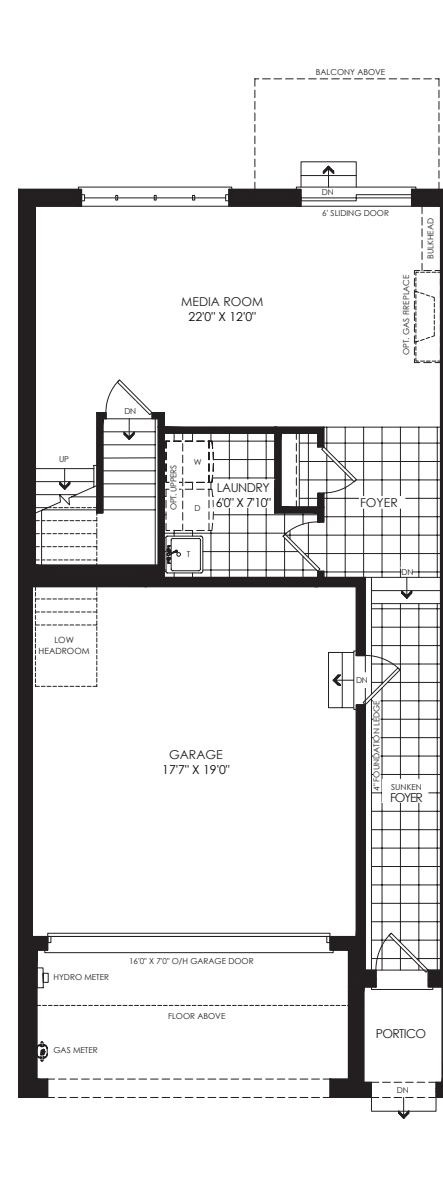 BALCONY ABOVE
DN
6' SLIDING DOOR
BULKHEAD
MEDIA ROOM
22'0" X 12'0"
OPT. GAS FIREPLACE
DN
UP
W
OPT. UPPERS
LAUNDRY
6'0" X 7'10"
D
FOYER
T
DN
LOW
HEADROOM
DN
4" FOUNDATION LEDGE
GARAGE
17'7" X 19'0"
SUNKEN
FOYER
16'0" X 7'0" O/H GARAGE DOOR
HYDRO METER
FLOOR ABOVE
PORTICO
GAS METER
DN